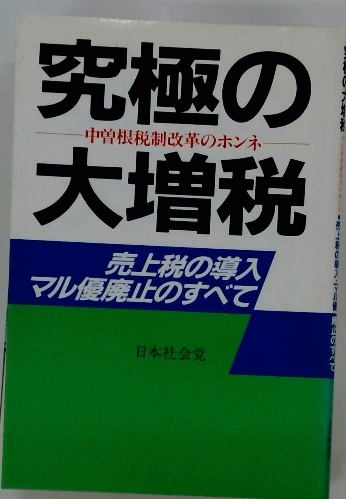 究極の
中曽根税制改革のホンネ
大増税
売上税の導入
マル優廃止のすべて
日本社会党